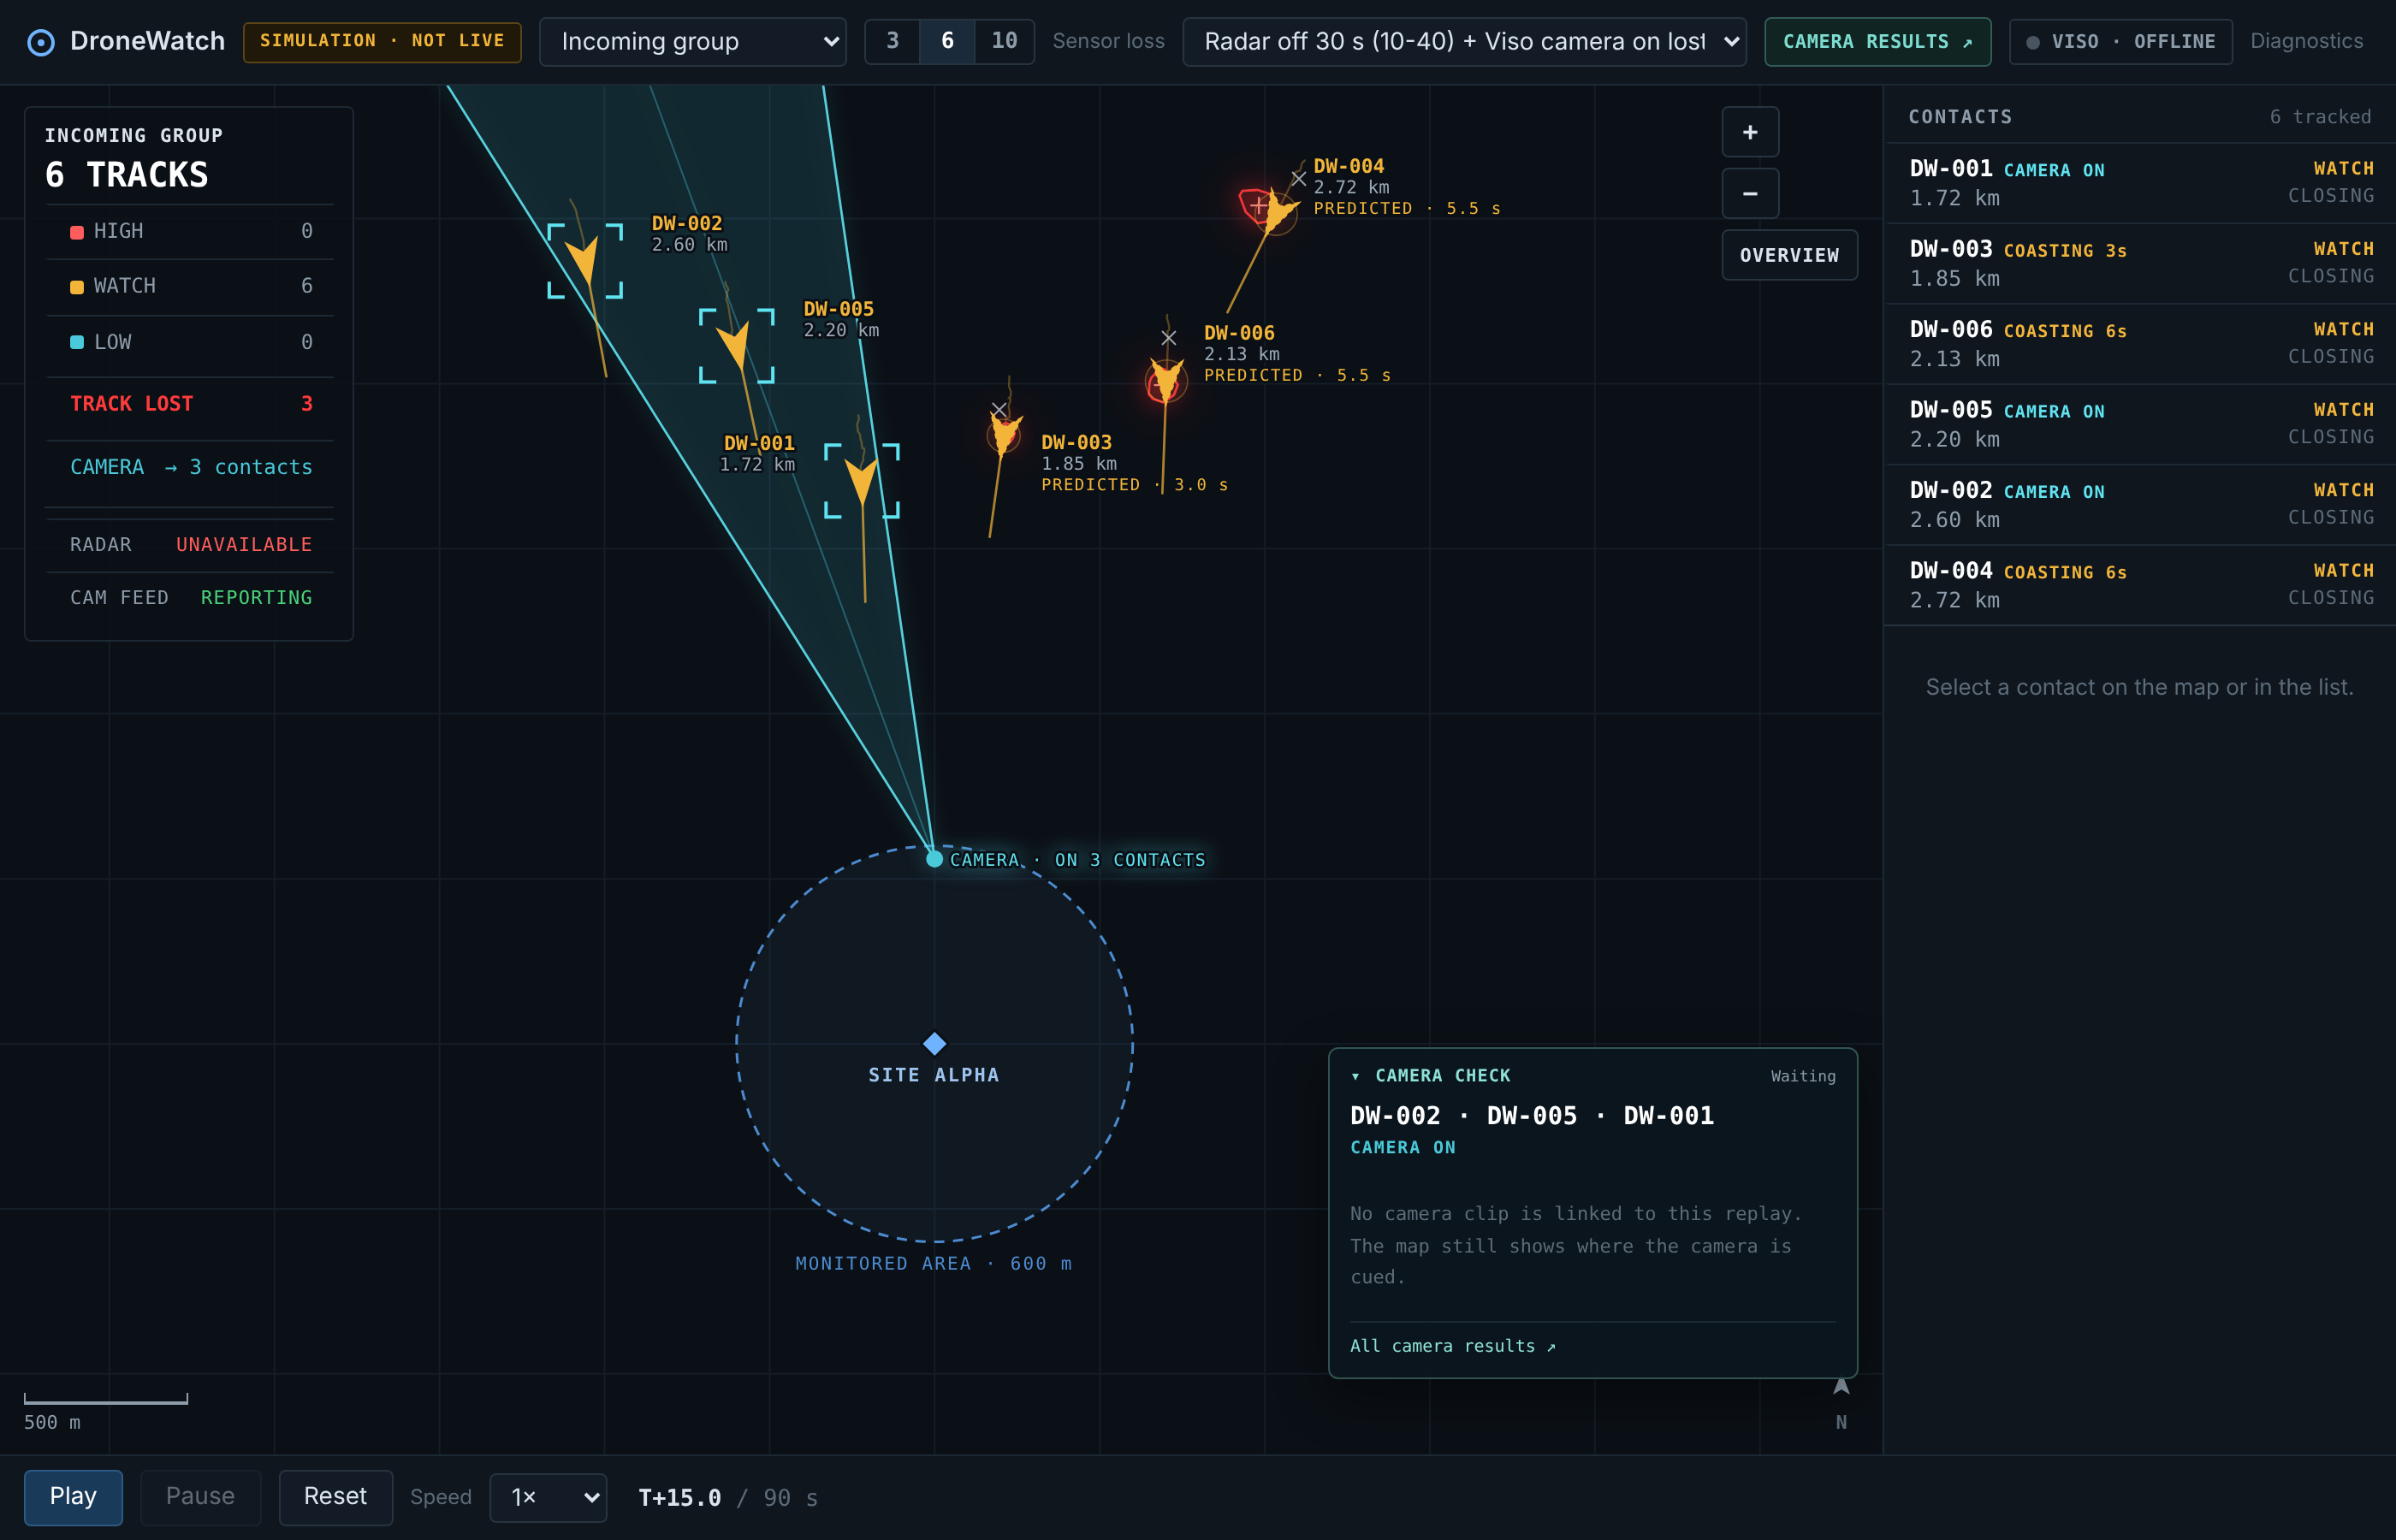 DroneWatch SIMULATION · NOT LIVE Incoming group 3 6 10 Sensor loss Radar off 30 s (10-40) + Viso camera on lost CAMERA RESULTS ↗ VISO · OFFLINE Diagnostics
INCOMING GROUP
6 TRACKS
HIGH 0
WATCH 6
LOW 0
TRACK LOST 3
CAMERA → 3 contacts
RADAR UNAVAILABLE
CAM FEED REPORTING
DW-002
2.60 km
DW-005
2.20 km
DW-001
1.72 km
DW-004
2.72 km
PREDICTED · 5.5 s
DW-006
2.13 km
PREDICTED · 5.5 s
DW-003
1.85 km
PREDICTED · 3.0 s
+
−
OVERVIEW
CAMERA · ON 3 CONTACTS
SITE ALPHA
MONITORED AREA · 600 m
CONTACTS 6 tracked
DW-001 CAMERA ON WATCH
1.72 km CLOSING
DW-003 COASTING 3s WATCH
1.85 km CLOSING
DW-006 COASTING 6s WATCH
2.13 km CLOSING
DW-005 CAMERA ON WATCH
2.20 km CLOSING
DW-002 CAMERA ON WATCH
2.60 km CLOSING
DW-004 COASTING 6s WATCH
2.72 km CLOSING
Select a contact on the map or in the list.
▾ CAMERA CHECK Waiting
DW-002 · DW-005 · DW-001
CAMERA ON
No camera clip is linked to this replay.
The map still shows where the camera is
cued.
All camera results ↗
500 m
N
Play Pause Reset Speed 1× T+15.0 / 90 s